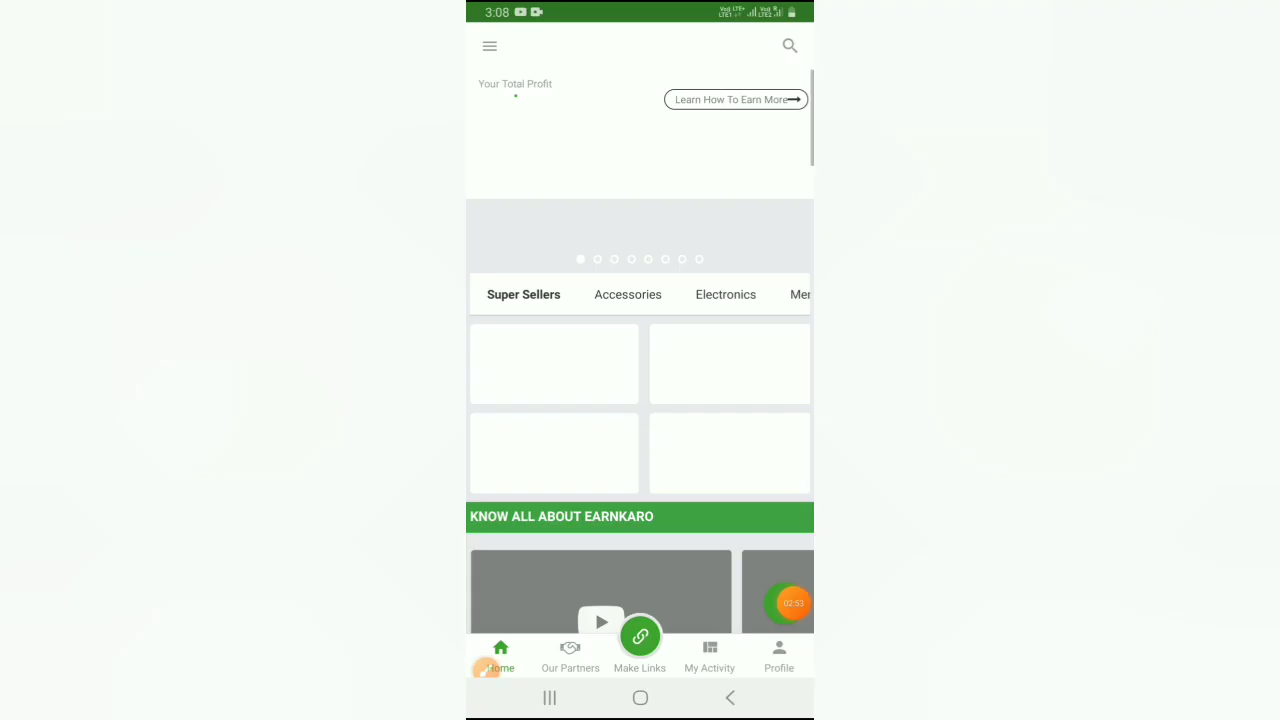 3:08
Your Total Profit
Learn How To Earn More
Super Sellers Accessories Electronics Mer
KNOW ALL ABOUT EARNKARO
02:53
Home Our Partners Make Links My Activity Profile